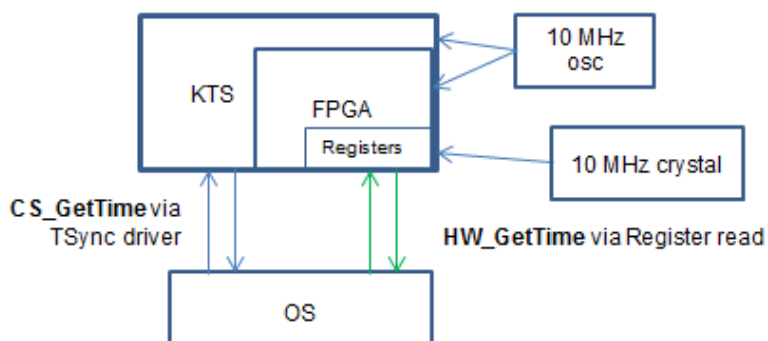 10 MHz
osc
KTS
FPGA
Registers
10 MHz crystal
CS_GetTime via
TSync driver
HW_GetTime via Register read
OS